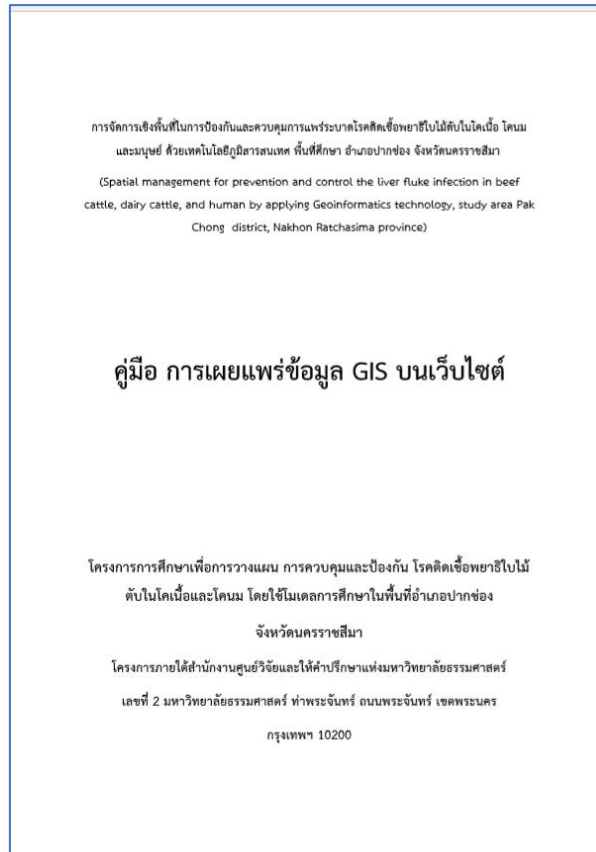 การจัดการเชิงพื้นที่ในการป้องกันและควบคุมการแพร่ระบาดโรคติดเชื้อพยาธิใบไม้ตับในโคเนื้อ โคนม
และมนุษย์ ด้วยเทคโนโลยีภูมิสารสนเทศ พื้นที่ศึกษา อำเภอปากช่อง จังหวัดนครราชสีมา
(Spatial management for prevention and control the liver fluke infection in beef
cattle, dairy cattle, and human by applying Geoinformatics technology, study area Pak
Chong district, Nakhon Ratchasima province)
คู่มือ การเผยแพร่ข้อมูล GIS บนเว็บไซต์
โครงการการศึกษาเพื่อการวางแผน การควบคุมและป้องกัน โรคติดเชื้อพยาธิใบไม้
ตับในโคเนื้อและโคนม โดยใช้โมเดลการศึกษาในพื้นที่อำเภอปากช่อง
จังหวัดนครราชสีมา
โครงการภายใต้สำนักงานศูนย์วิจัยและให้คำปรึกษาแห่งมหาวิทยาลัยธรรมศาสตร์
เลขที่ 2 มหาวิทยาลัยธรรมศาสตร์ ท่าพระจันทร์ ถนนพระจันทร์ เขตพระนคร
กรุงเทพฯ 10200